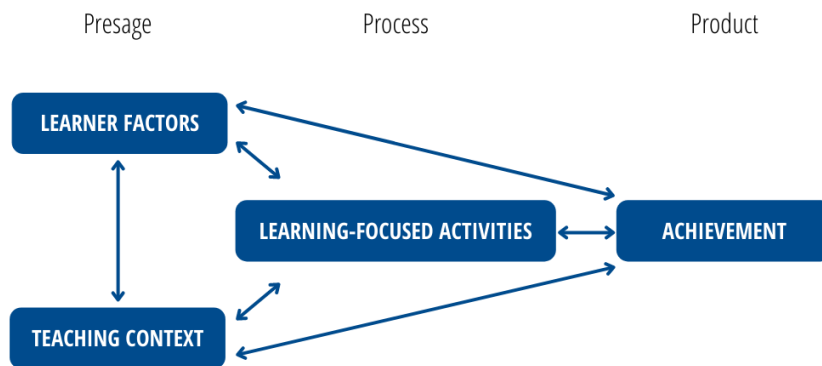 Presage
Process
Product
LEARNER FACTORS
LEARNING-FOCUSED ACTIVITIES
ACHIEVEMENT
TEACHING CONTEXT